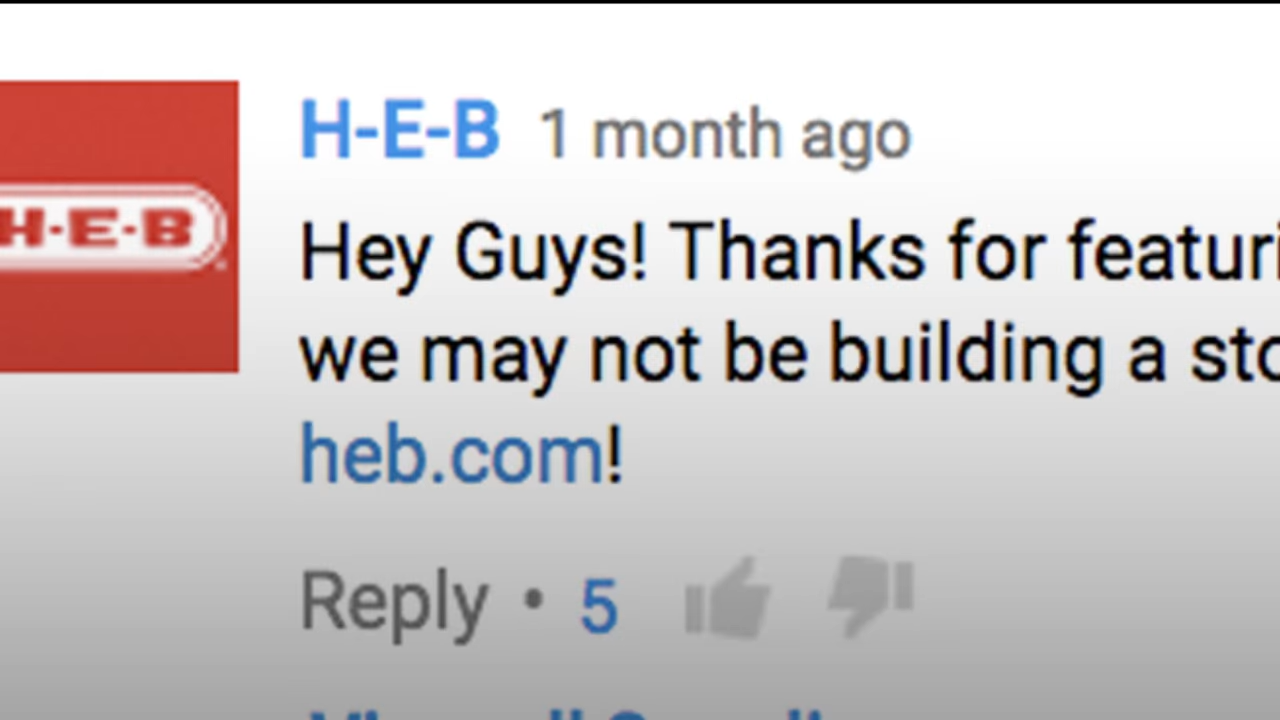 H-E-B
H-E-B 1 month ago
Hey Guys! Thanks for featuri
we may not be building a sto
heb.com!
Reply • 5